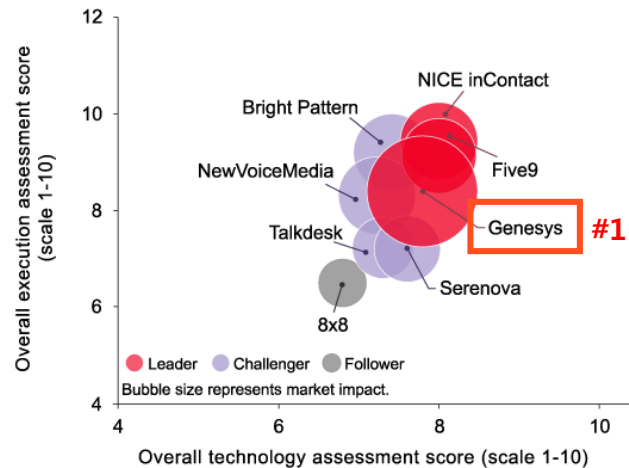 Overall execution assessment score
(scale 1-10)
12
10
8
6
4
NICE inContact
Bright Pattern
Five9
NewVoiceMedia
Genesys
#1
Talkdesk
Serenova
8x8
Leader
Challenger
Follower
Bubble size represents market impact.
4
6
8
10
Overall technology assessment score (scale 1-10)